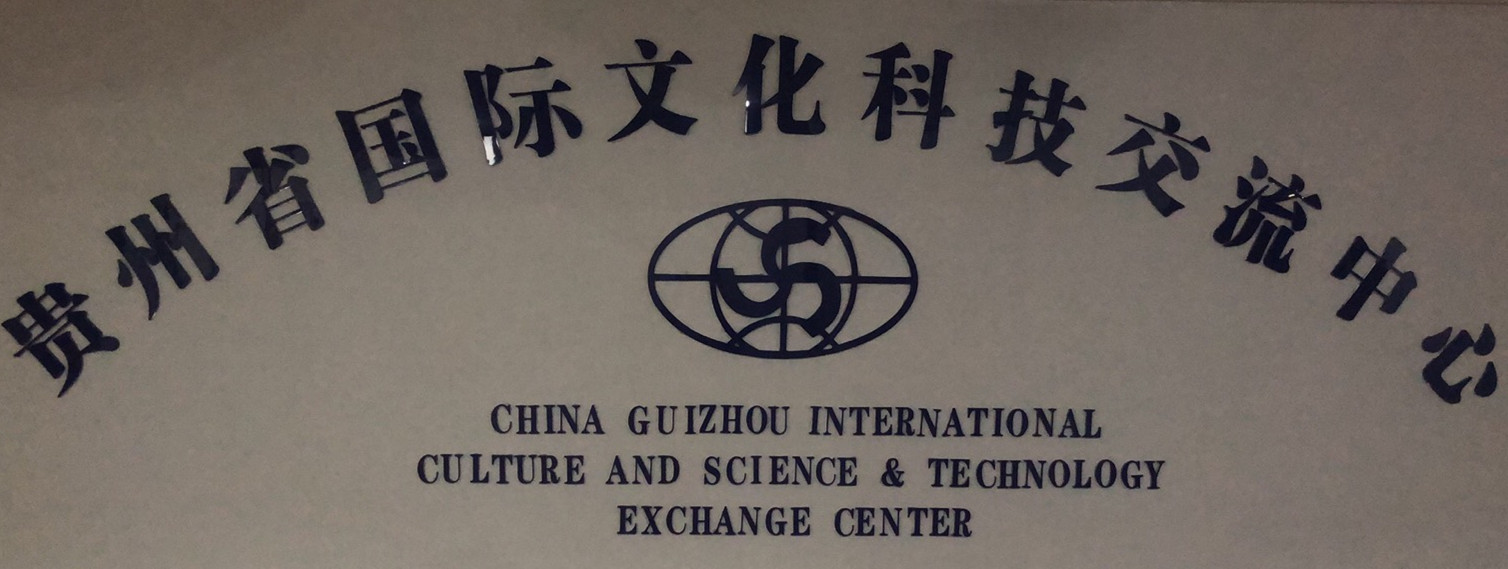 贵州省国际文化科技交流中心
CHINA GUIZHOU INTERNATIONAL
CULTURE AND SCIENCE & TECHNOLOGY
EXCHANGE CENTER